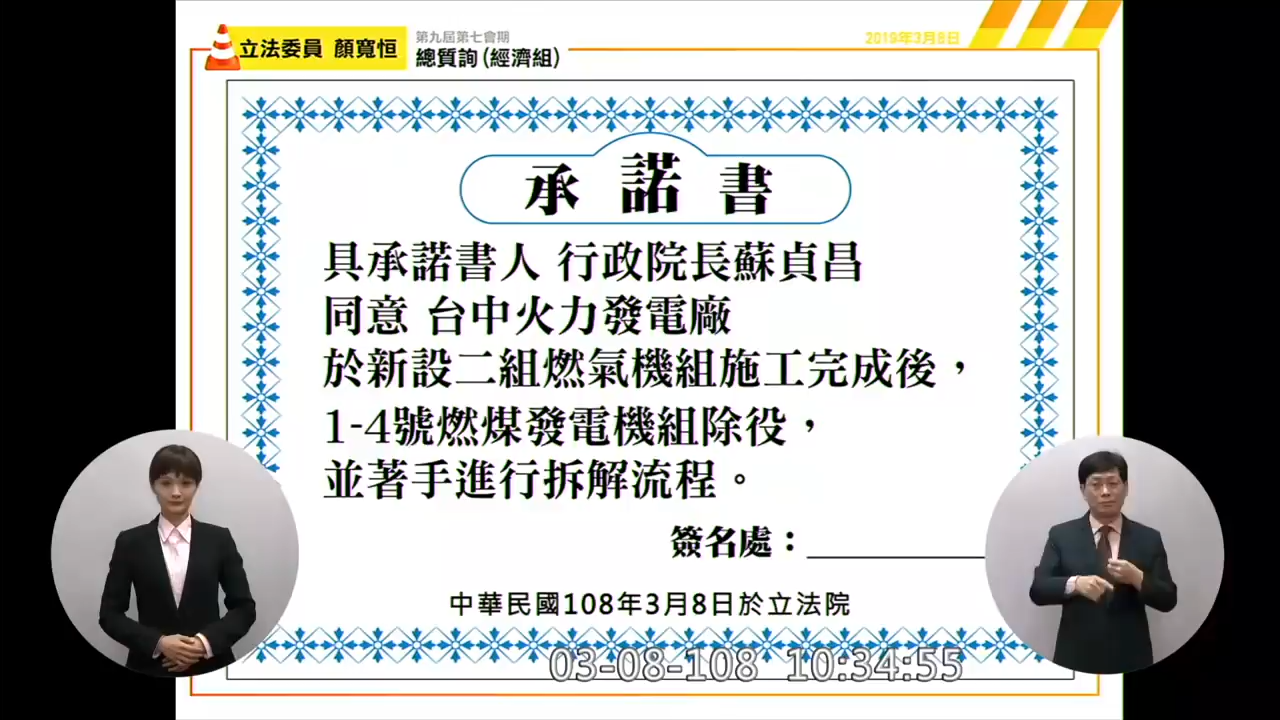 立法委員 顏寬恒
第九屆第七會期
總質詢(經濟組)
2019年3月8日
承諾書
具承諾書人 行政院長蘇貞昌
同意 台中火力發電廠
於新設二組燃氣機組施工完成後，
1-4號燃煤發電機組除役，
並著手進行拆解流程。
簽名處：
中華民國108年3月8日於立法院
03-08-108 10:34:55